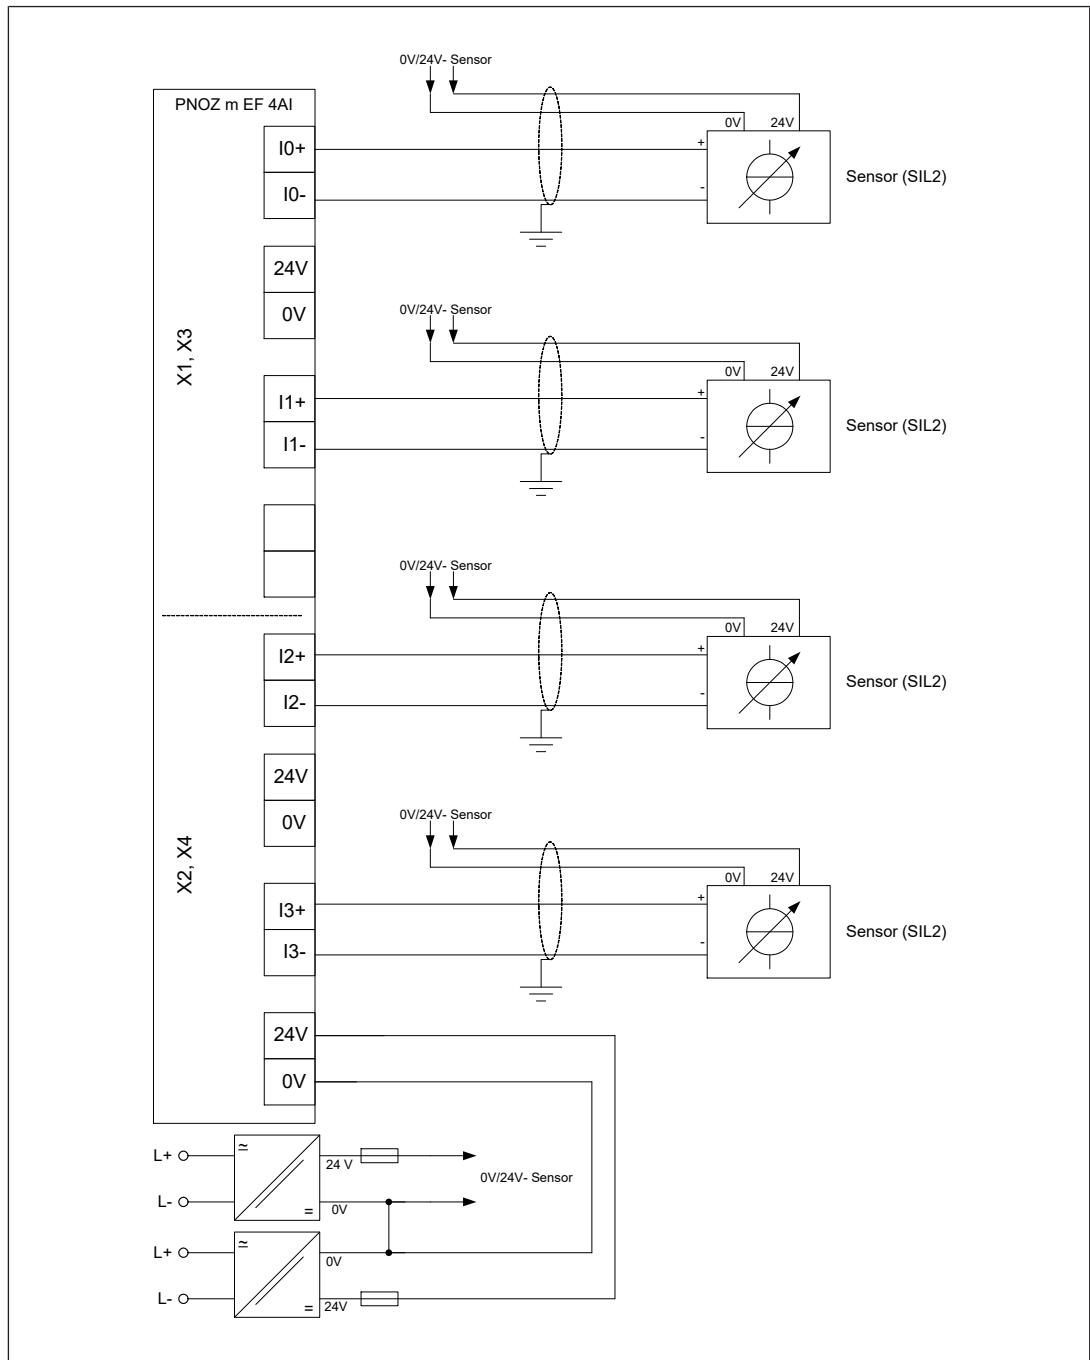 0V/24V- Sensor
PNOZ m EF 4AI
0V 24V
I0+
+
Sensor (SIL2)
I0-
-
24V
0V
0V/24V- Sensor
X1, X3
0V 24V
I1+
+
Sensor (SIL2)
I1-
-
0V/24V- Sensor
0V 24V
I2+
+
Sensor (SIL2)
I2-
-
24V
0V
0V/24V- Sensor
X2, X4
0V 24V
I3+
+
Sensor (SIL2)
I3-
-
24V
0V
L+
≃
24 V
0V/24V- Sensor
L-
=
0V
L+
≃
0V
L-
=
24V